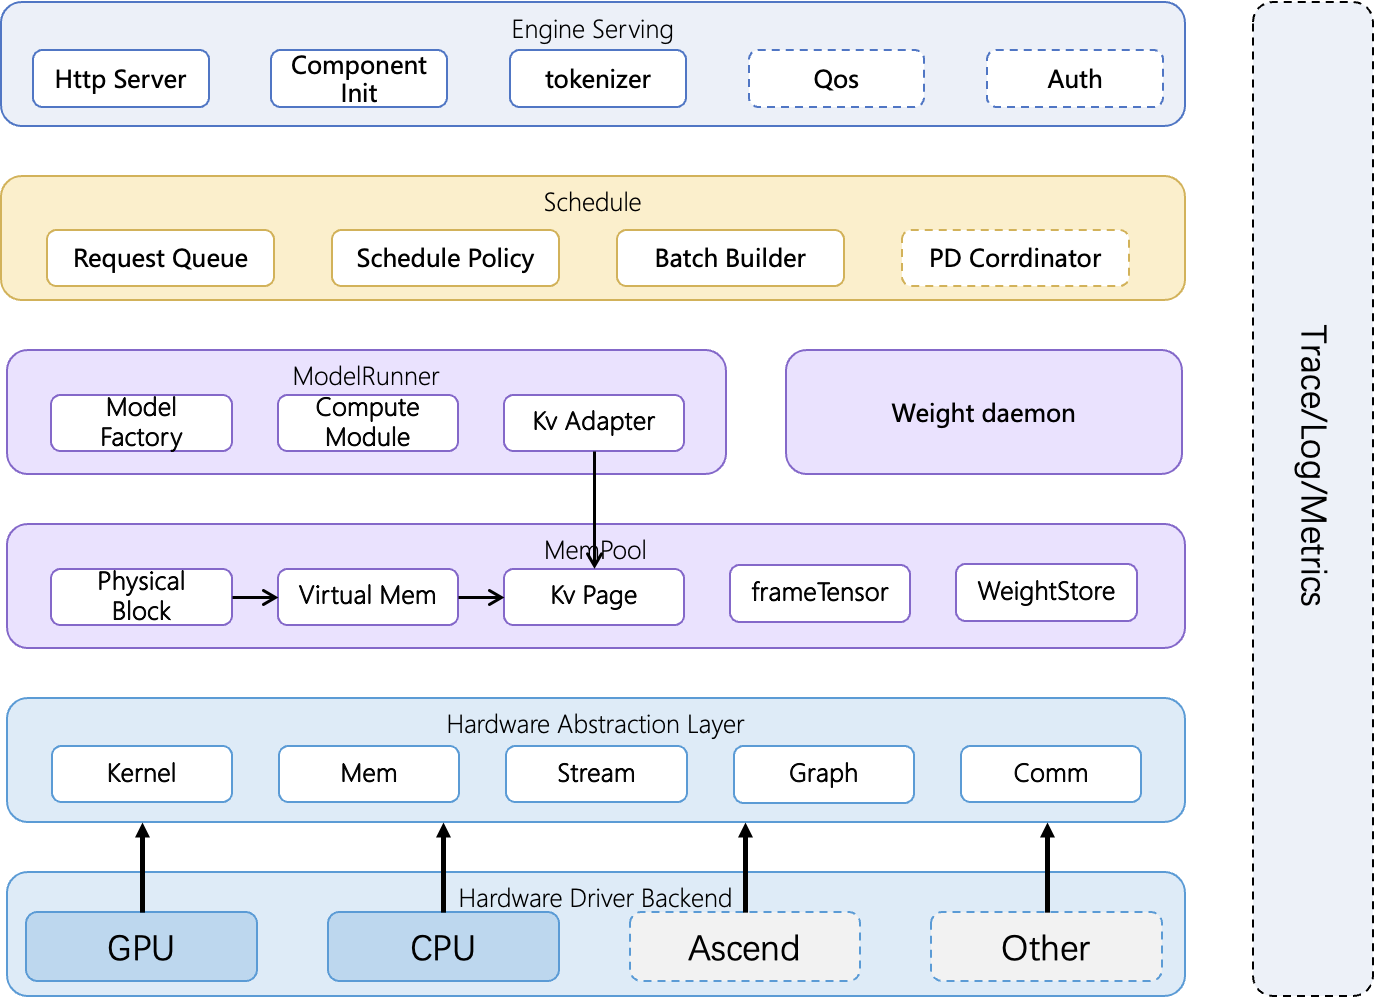 Engine Serving
Http Server
Component
Init
tokenizer
Qos
Auth
Schedule
Request Queue
Schedule Policy
Batch Builder
PD Corrdinator
ModelRunner
Model
Factory
Compute
Module
Kv Adapter
Weight daemon
MemPool
Physical
Block
Virtual Mem
Kv Page
frameTensor
WeightStore
Hardware Abstraction Layer
Kernel
Mem
Stream
Graph
Comm
Hardware Driver Backend
GPU
CPU
Ascend
Other
Trace/Log/Metrics